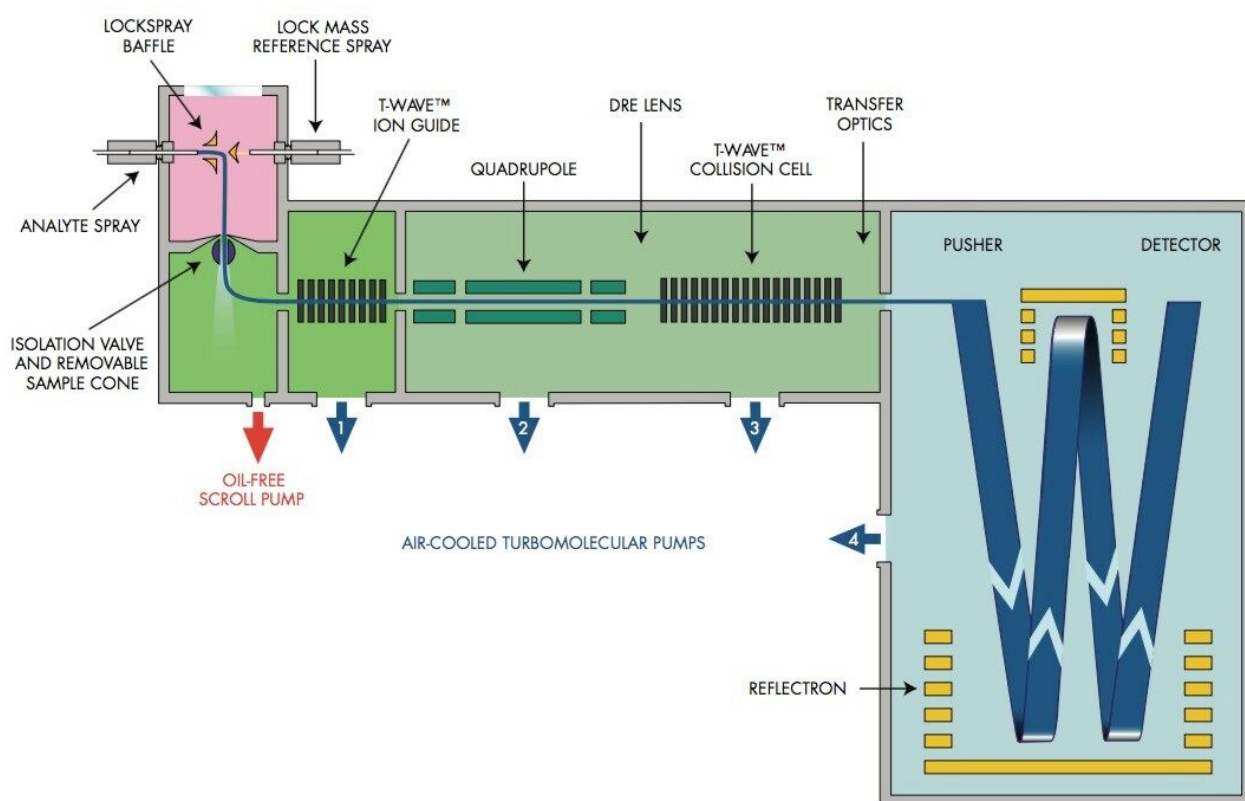 LOCKSPRAY
BAFFLE
LOCK MASS
REFERENCE SPRAY
T-WAVE™
ION GUIDE
DRE LENS
TRANSFER
OPTICS
QUADRUPOLE
T-WAVE™
COLLISION CELL
ANALYTE SPRAY
PUSHER
DETECTOR
ISOLATION VALVE
AND REMOVABLE
SAMPLE CONE
1
2
3
OIL-FREE
SCROLL PUMP
AIR-COOLED TURBOMOLECULAR PUMPS
4
REFLECTRON